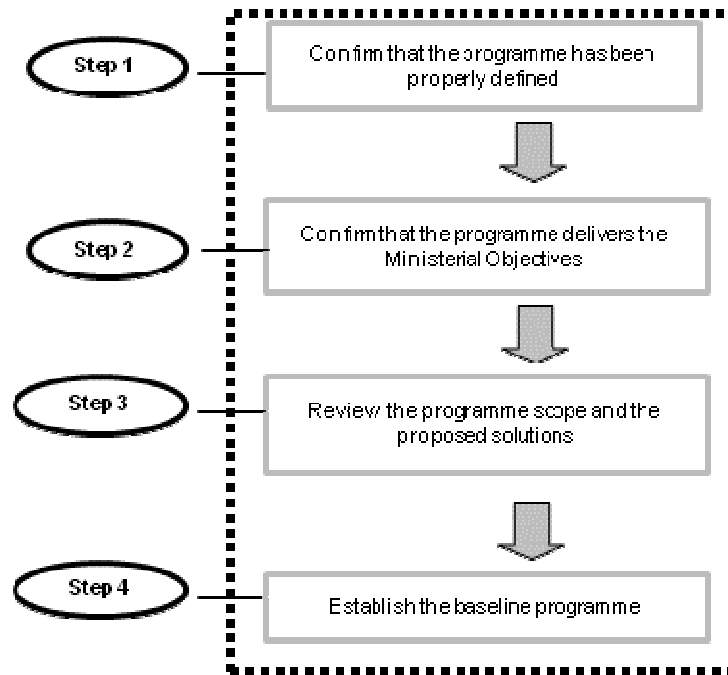 Step 1
Confirm that the programme has been
properly defined
Step 2
Confirm that the programme delivers the
Ministerial Objectives
Step 3
Review the programme scope and the
proposed solutions
Step 4
Establish the baseline programme